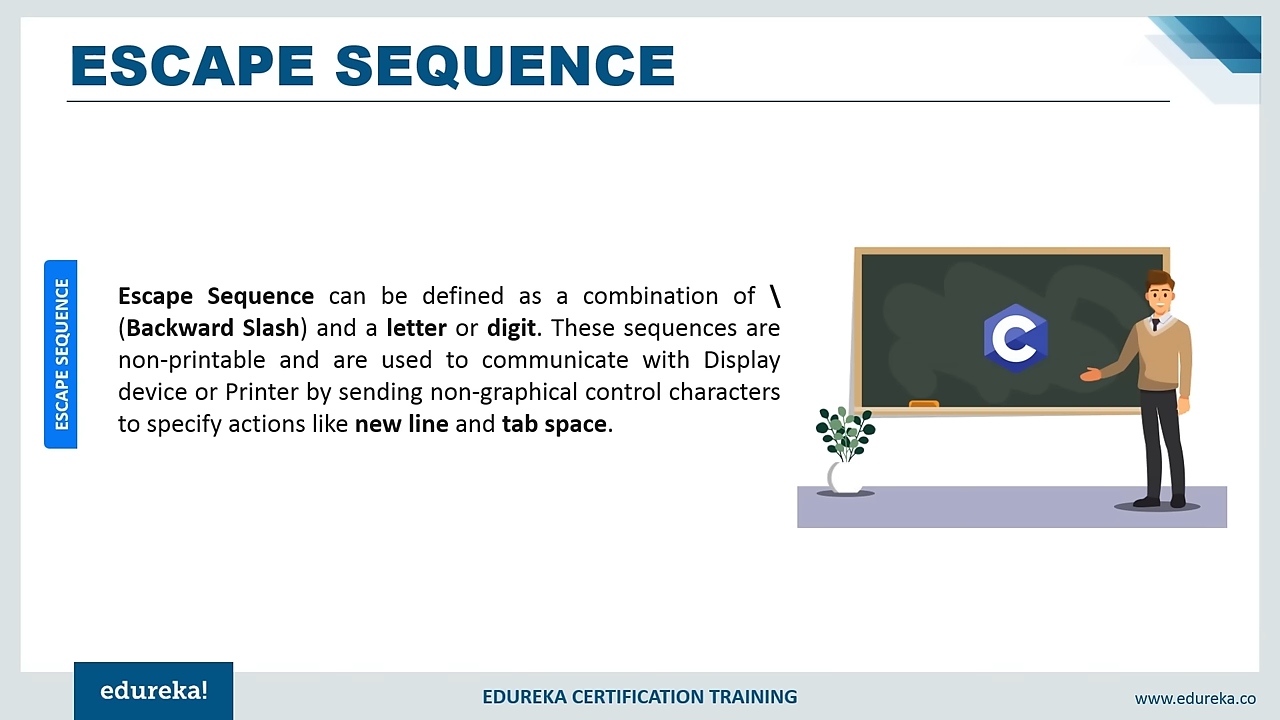 ESCAPE SEQUENCE
ESCAPE SEQUENCE
Escape Sequence can be defined as a combination of \
(Backward Slash) and a letter or digit. These sequences are
non-printable and are used to communicate with Display
device or Printer by sending non-graphical control characters
to specify actions like new line and tab space.
C
edureka!
EDUREKA CERTIFICATION TRAINING
www.edureka.co